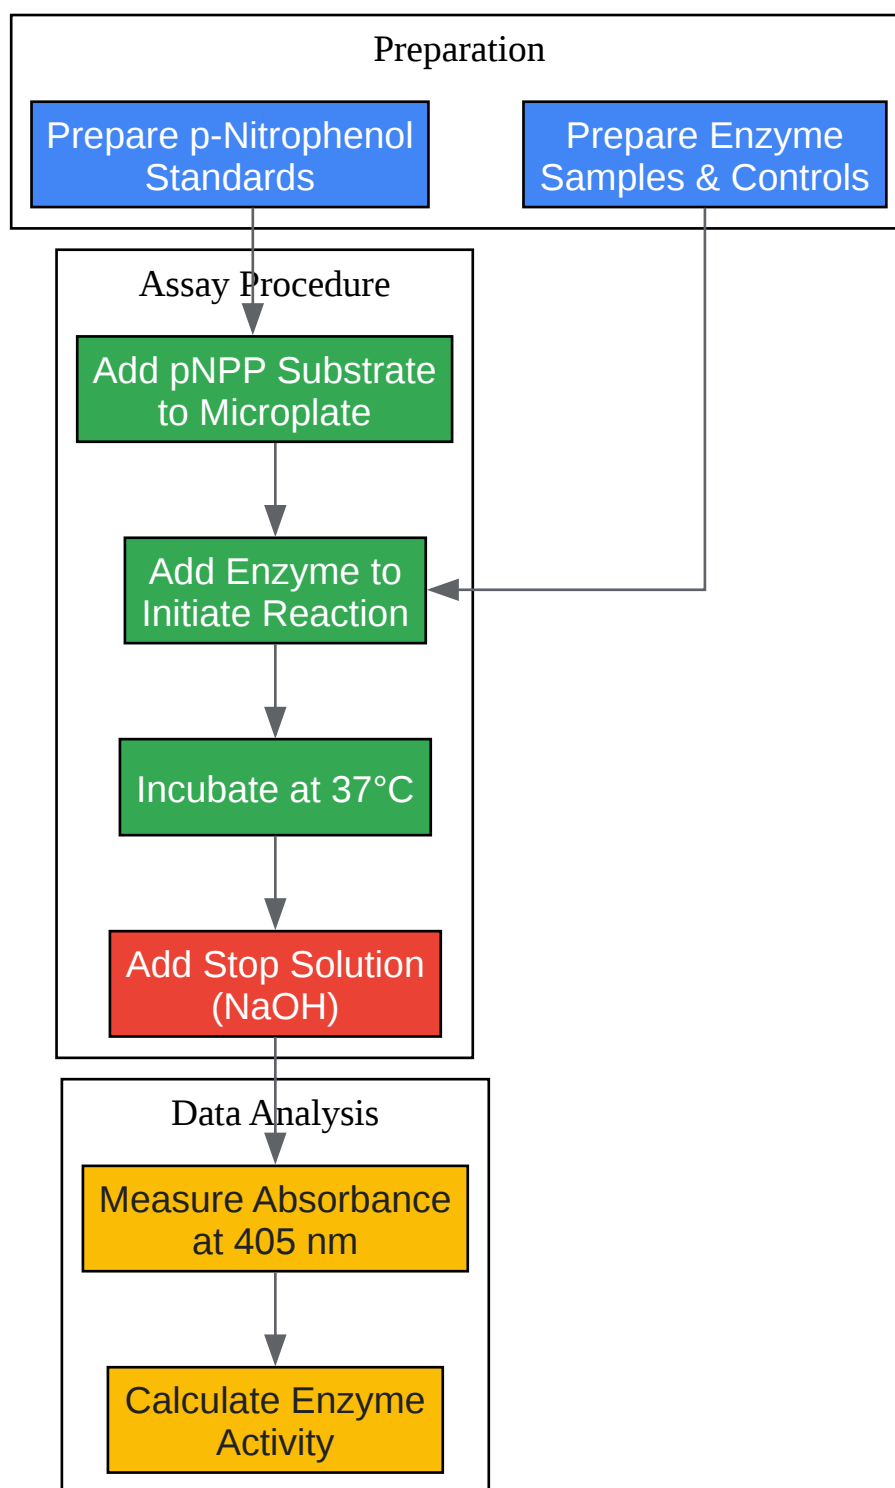 Preparation
Prepare p-Nitrophenol
Standards
Prepare Enzyme
Samples & Controls
Assay Procedure
Add pNPP Substrate
to Microplate
Add Enzyme to
Initiate Reaction
Incubate at 37°C
Add Stop Solution
(NaOH)
Data Analysis
Measure Absorbance
at 405 nm
Calculate Enzyme
Activity